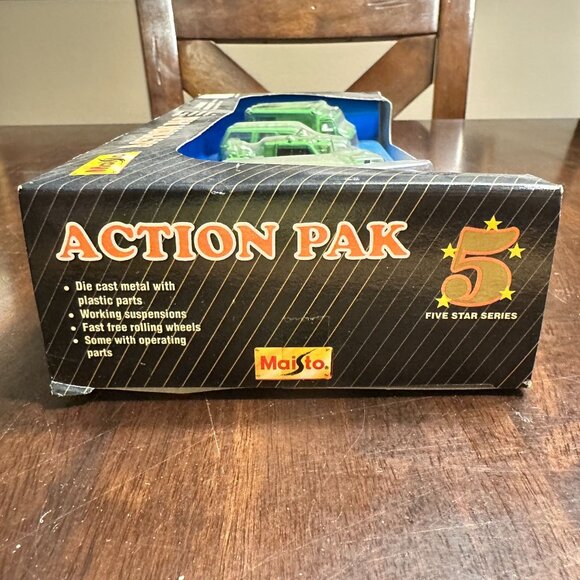 Maisto
ACTION PAK
• Die cast metal with
plastic parts
• Working suspensions
• Fast free rolling wheels
• Some with operating
parts
5
FIVE STAR SERIES
Maisto®